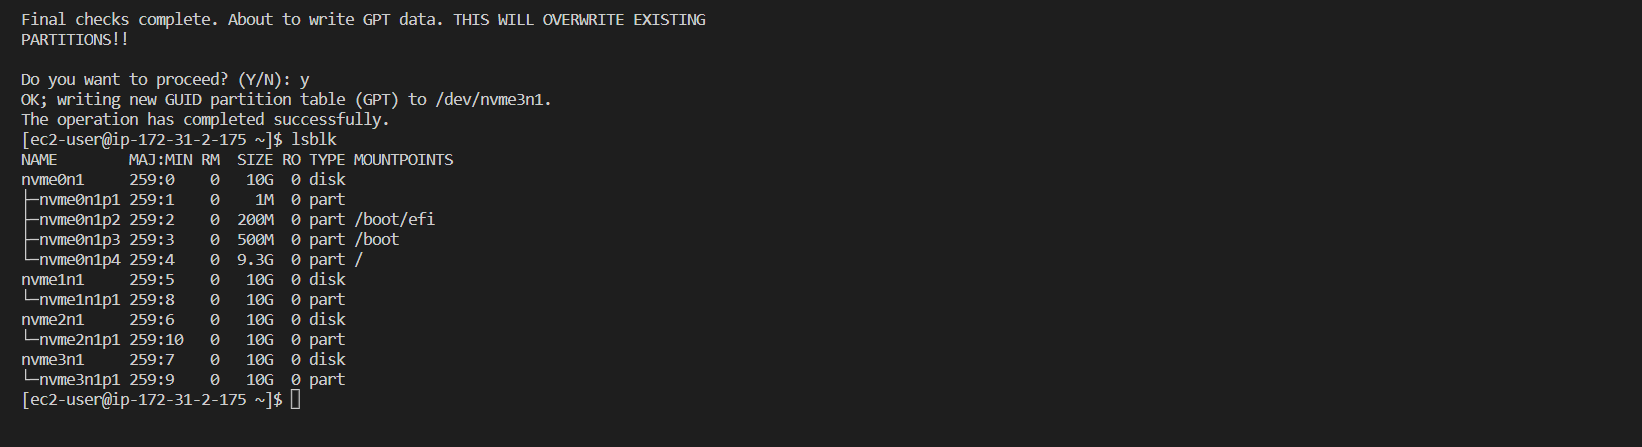 Final checks complete. About to write GPT data. THIS WILL OVERWRITE EXISTING
PARTITIONS!!
Do you want to proceed? (Y/N): y
OK; writing new GUID partition table (GPT) to /dev/nvme3n1.
The operation has completed successfully.
[ec2-user@ip-172-31-2-175 ~]$ lsblk
NAME        MAJ:MIN RM  SIZE RO TYPE MOUNTPOINTS
nvme0n1     259:0    0   10G  0 disk
├─nvme0n1p1 259:1    0    1M  0 part
├─nvme0n1p2 259:2    0  200M  0 part /boot/efi
├─nvme0n1p3 259:3    0  500M  0 part /boot
└─nvme0n1p4 259:4    0  9.3G  0 part /
nvme1n1     259:5    0   10G  0 disk
└─nvme1n1p1 259:8    0   10G  0 part
nvme2n1     259:6    0   10G  0 disk
└─nvme2n1p1 259:10   0   10G  0 part
nvme3n1     259:7    0   10G  0 disk
└─nvme3n1p1 259:9    0   10G  0 part
[ec2-user@ip-172-31-2-175 ~]$